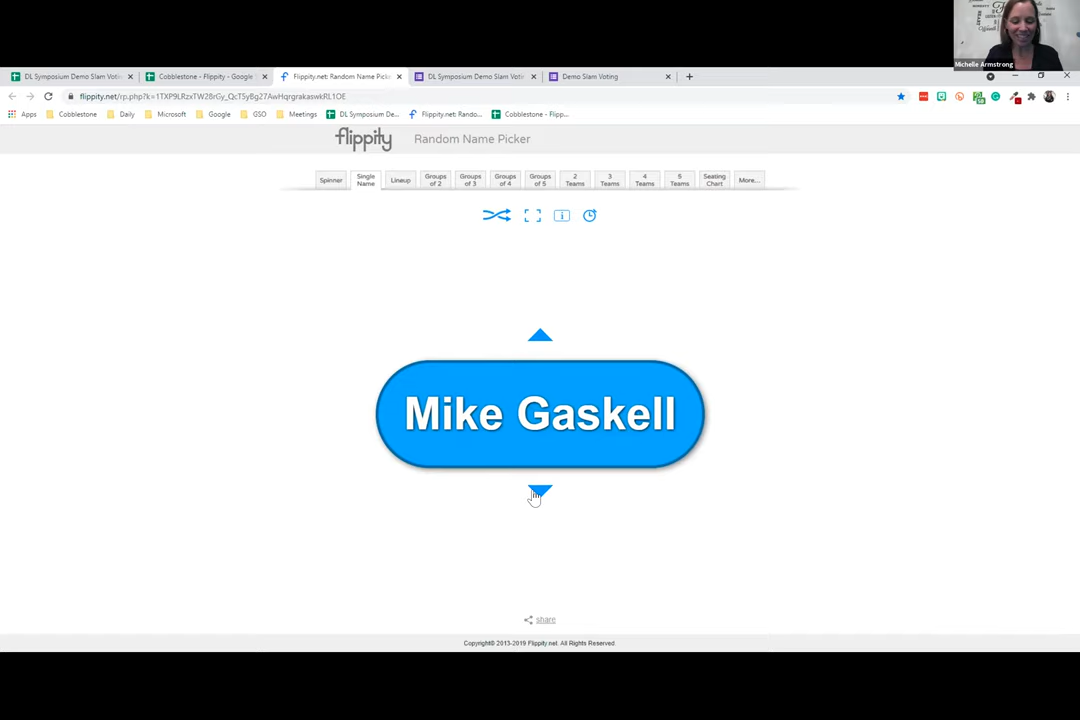 Michelle Armstrong
DL Symposium Demo Slam Voting
Cobblestone - Flippity - Google
Flippity.net: Random Name Picke
DL Symposium Demo Slam Votin
Demo Slam Voting
flippity.net/rp.php?k=1TXP9LRzxTW28rGy_QcT5yBg27AwHqrgrakaswkRL1OE
Apps
Cobblestone
Daily
Microsoft
Google
GSO
Meetings
DL Symposium De...
Flippity.net: Rando...
Cobblestone - Flipp...
flippity
Random Name Picker
Spinner
Single
Name
Lineup
Groups
of 2
Groups
of 3
Groups
of 4
Groups
of 5
2
Teams
3
Teams
4
Teams
5
Teams
Seating
Chart
More...
Mike Gaskell
share
Copyright© 2013-2019 Flippity.net. All Rights Reserved.